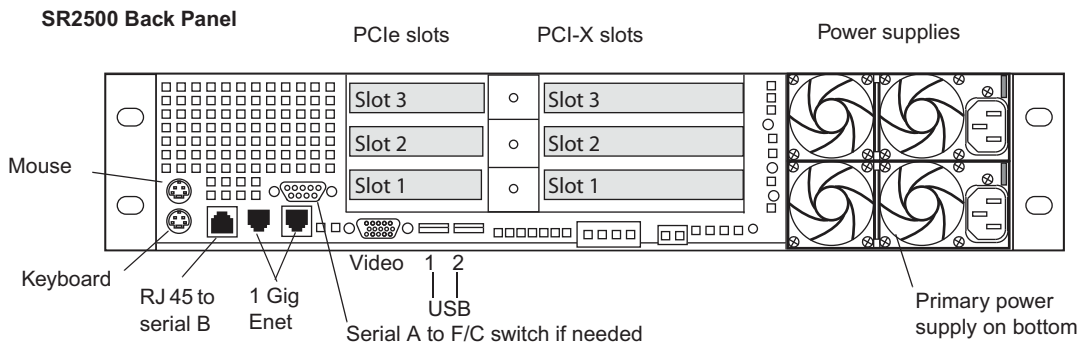 SR2500 Back Panel
PCIe slots
PCI-X slots
Power supplies
Slot 3
Slot 3
Slot 2
Slot 2
Slot 1
Slot 1
Mouse
Keyboard
RJ 45 to
serial B
1 Gig
Enet
Video
1 2
USB
Serial A to F/C switch if needed
Primary power
supply on bottom